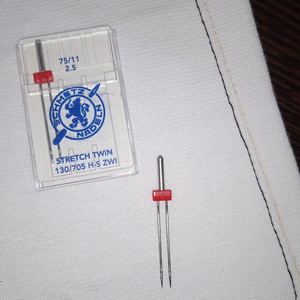 75/11
2.5
SCHMETZ
NADELN
STRETCH TWIN
130/705 H-S ZWI